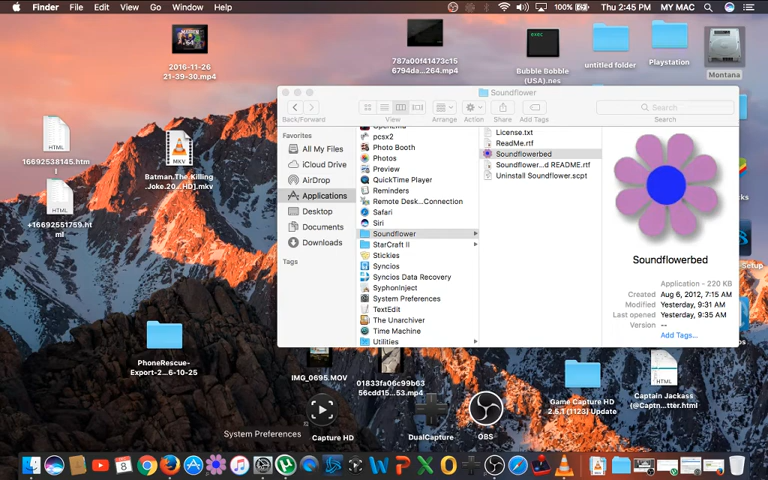 Finder File Edit View Go Window Help
100% Thu 2:45 PM MY MAC
2016-11-26
21-39-30.mp4
787a00f41473c15
6794da...264.mp4
exec
Bubble Bobble
(USA).nes
untitled folder
Playstation
Montana
Soundflower
Back/Forward
View
Arrange
Action
Share
Add Tags
Search
Search
Favorites
All My Files
iCloud Drive
AirDrop
Applications
Desktop
Documents
Downloads
Tags
pcsx2
Photo Booth
Photos
Preview
QuickTime Player
Reminders
Remote Desk...Connection
Safari
Siri
Soundflower
StarCraft II
Stickies
Syncios
Syncios Data Recovery
SyphonInject
System Preferences
TextEdit
The Unarchiver
Time Machine
Utilities
License.txt
ReadMe.rtf
Soundflowerbed
Soundflower...d README.rtf
Uninstall Soundflower.scpt
Soundflowerbed
Application - 220 KB
Created Aug 6, 2012, 7:15 AM
Modified Yesterday, 9:31 AM
Last opened Yesterday, 9:35 AM
Version --
Add Tags...
HTML
16692538145.htm
l
MKV
Batman.The Killing
.Joke.20...HD].mkv
HTML
+16692551759.ht
ml
PhoneRescue-
Export-2...6-10-25
IMG_0695.MOV
01833fa06c99b63
56cdd15...53.mp4
Game Capture HD
2.5.1 (1123) Update
HTML
Captain Jackass
(@Captn...tter.html
System Preferences
Capture HD
DualCapture
OBS
8